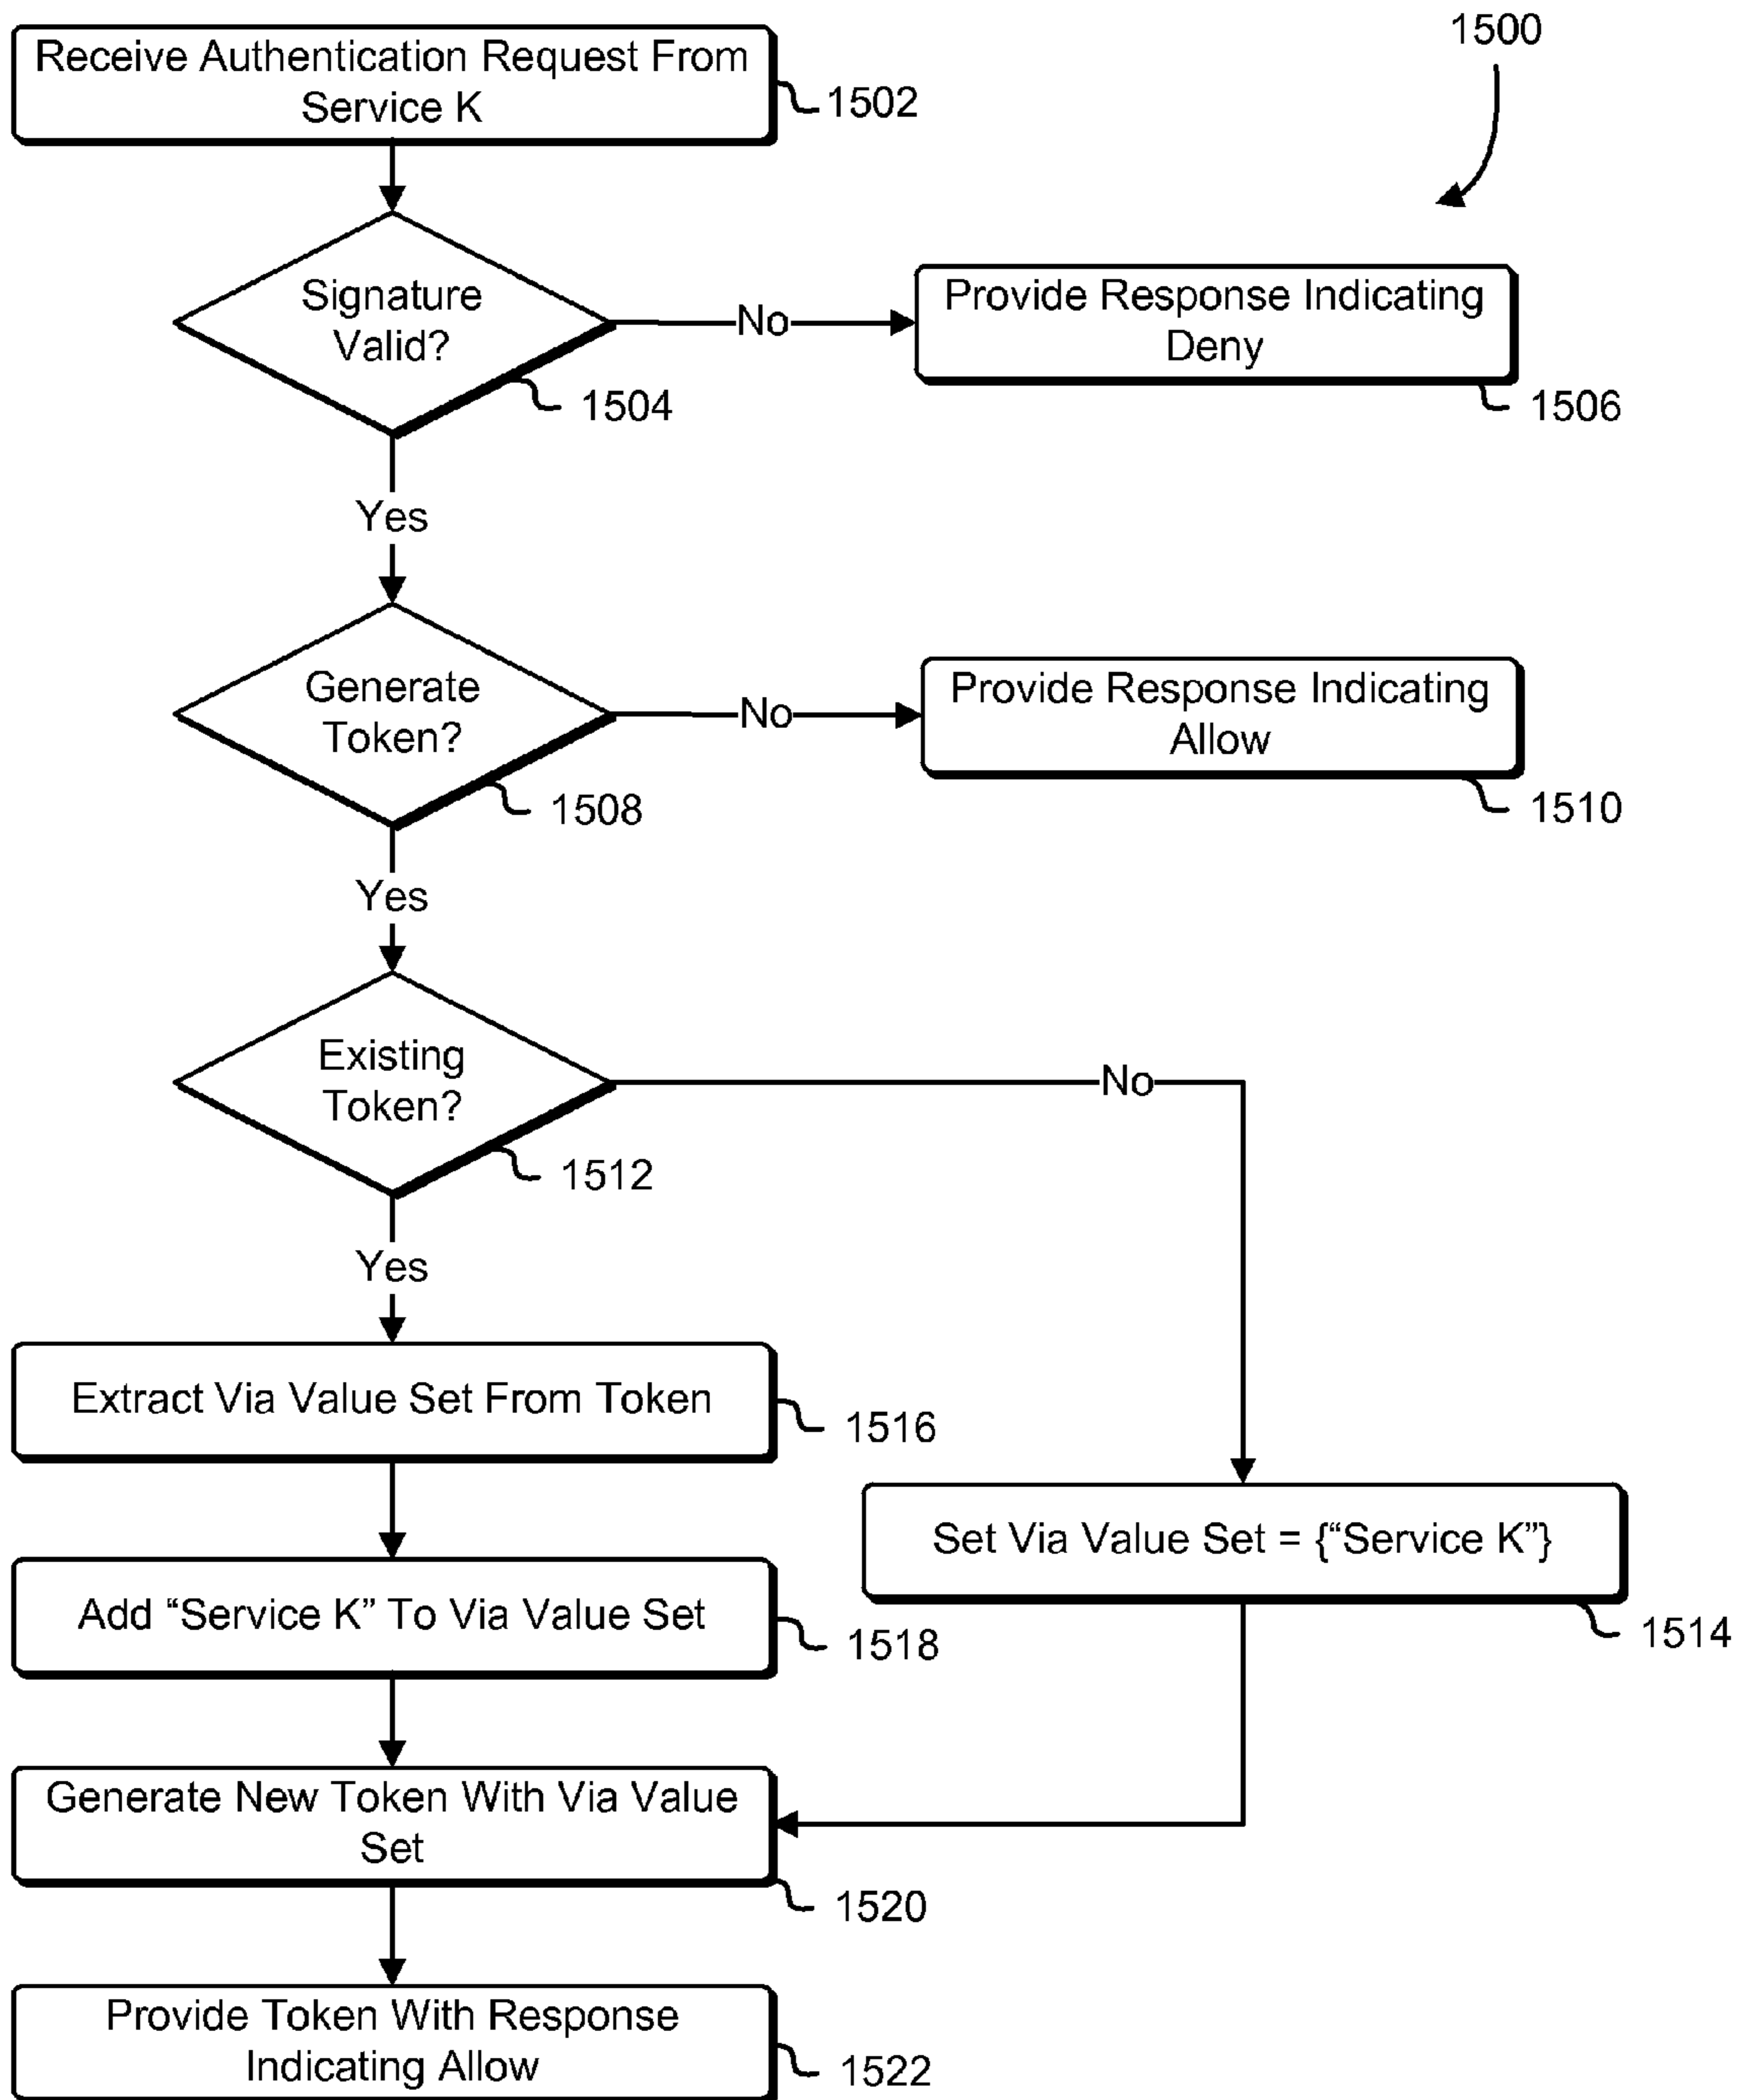 1500
Receive Authentication Request From
Service K
1502
Signature
Valid?
1504
No
Provide Response Indicating
Deny
1506
Yes
Generate
Token?
1508
No
Provide Response Indicating
Allow
1510
Yes
Existing
Token?
1512
No
Yes
Extract Via Value Set From Token
1516
Set Via Value Set = {“Service K”}
1514
Add “Service K” To Via Value Set
1518
Generate New Token With Via Value
Set
1520
Provide Token With Response
Indicating Allow
1522